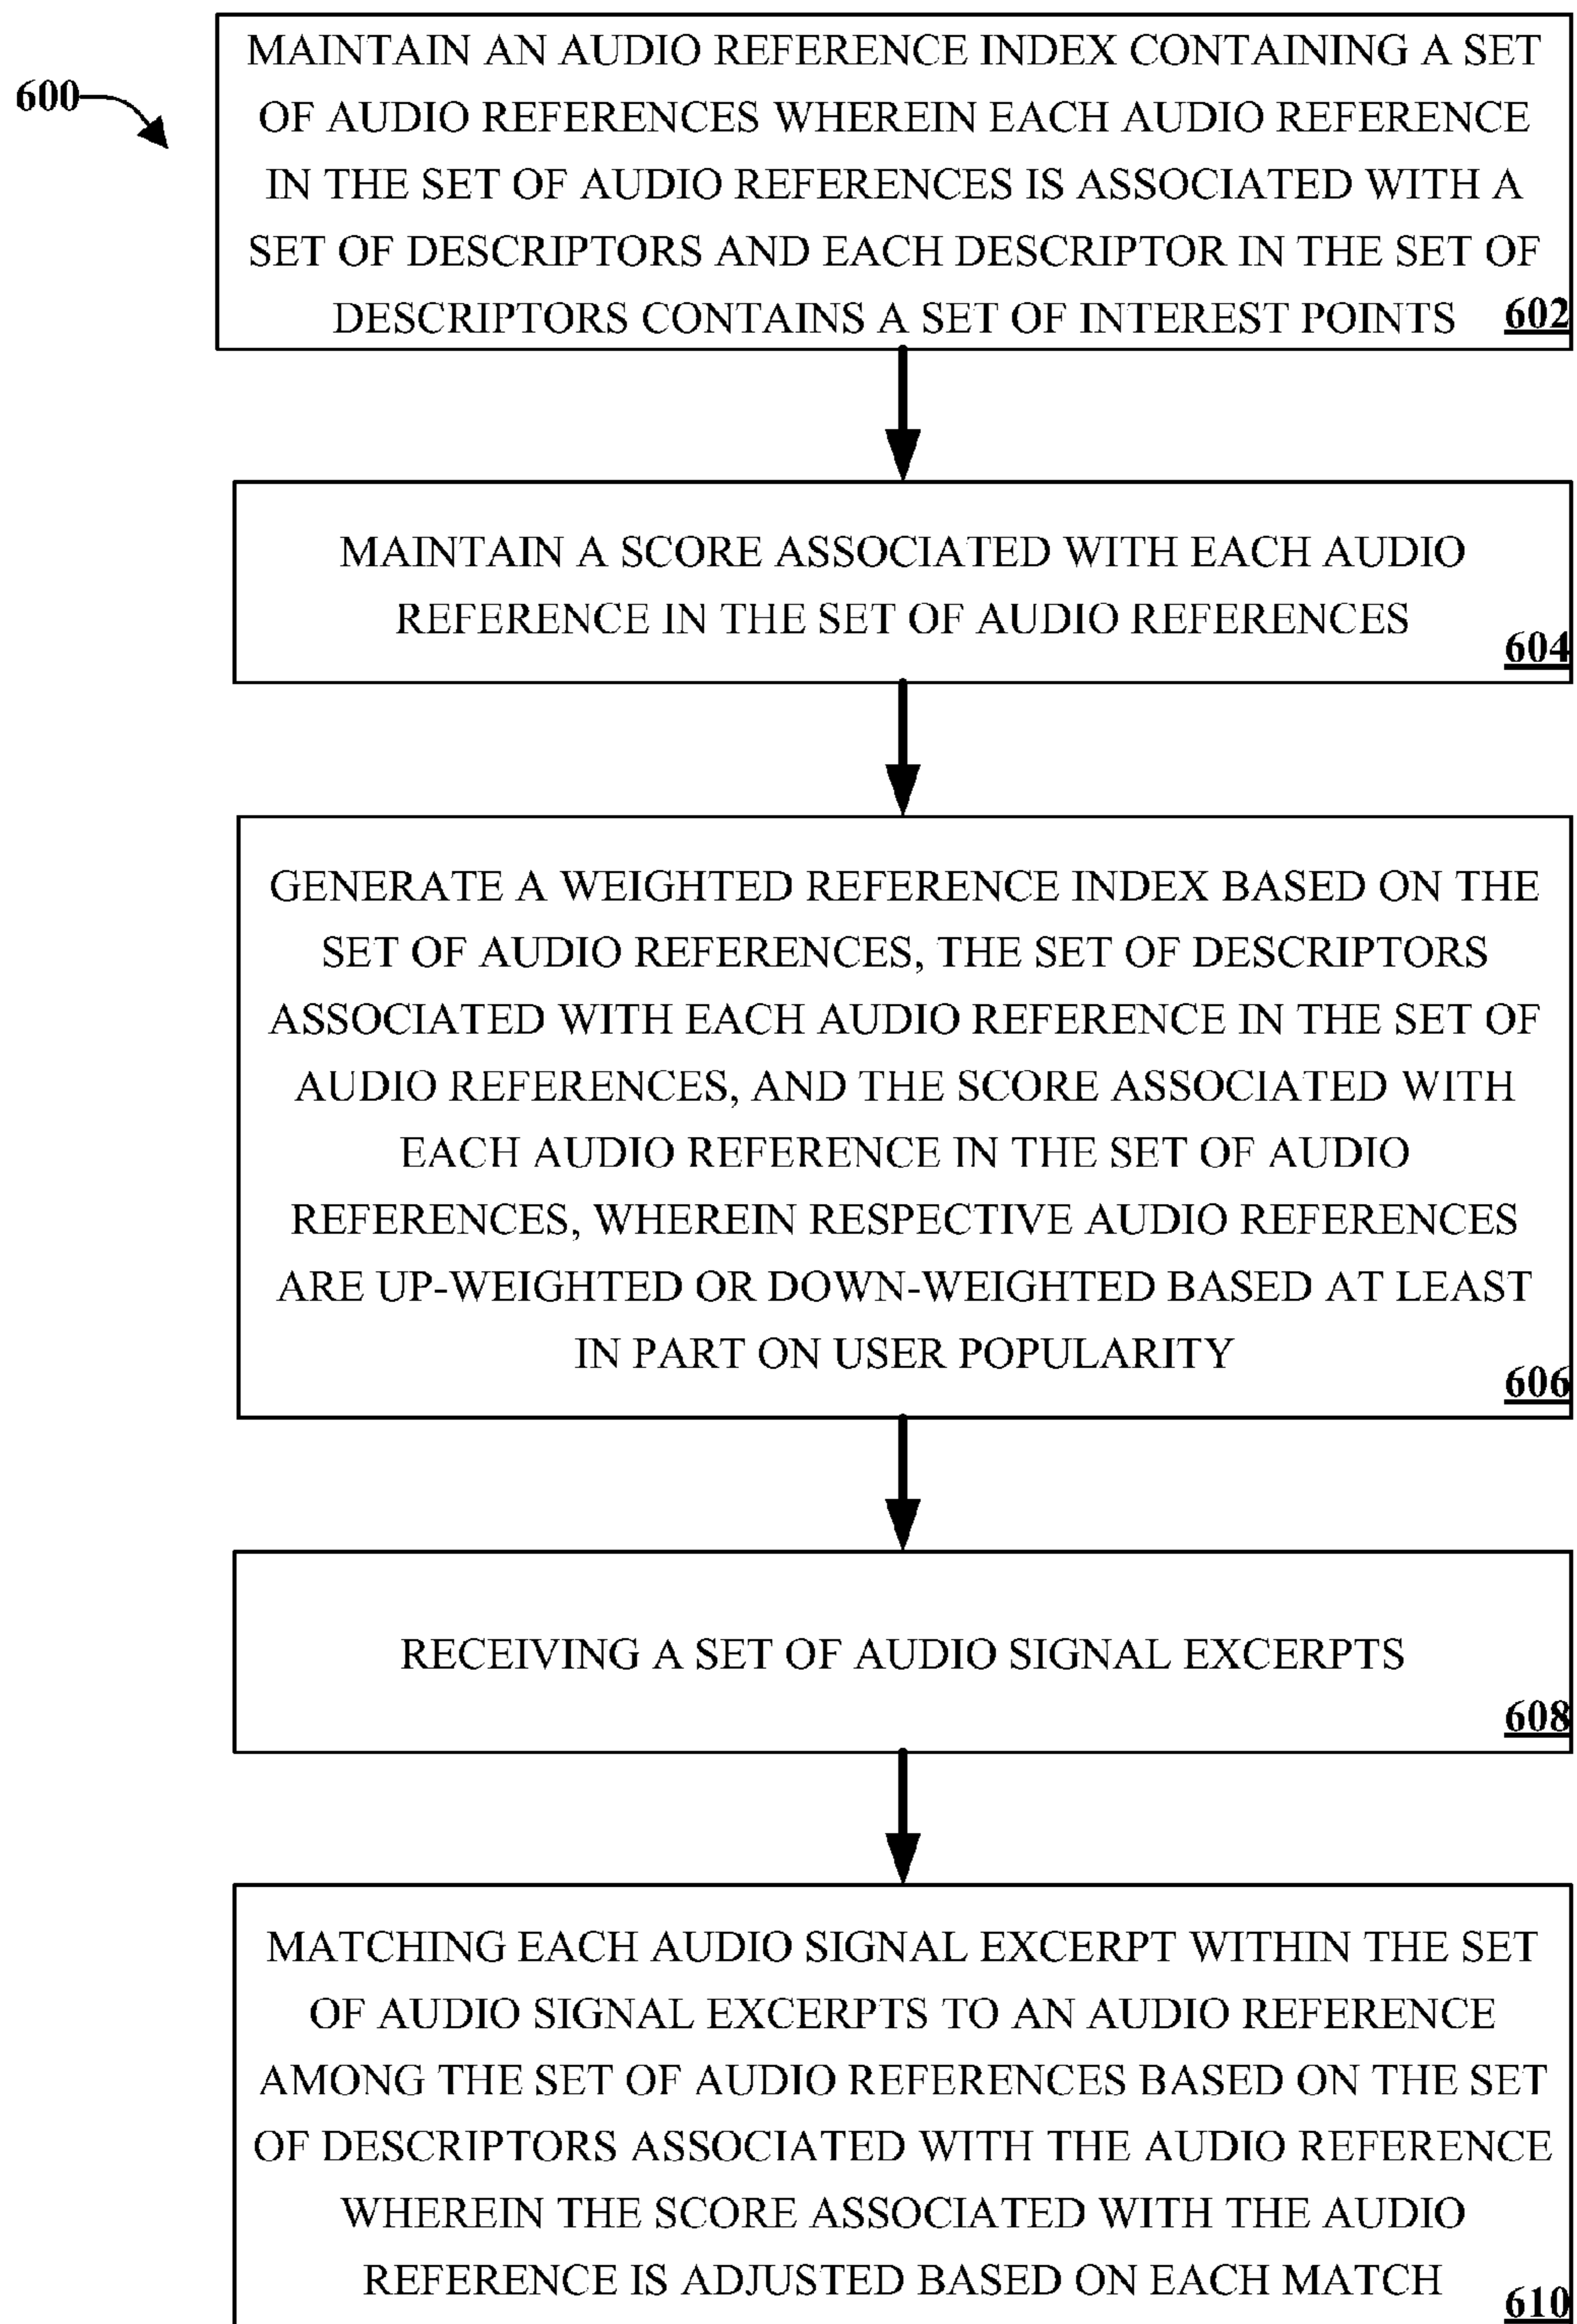 600
MAINTAIN AN AUDIO REFERENCE INDEX CONTAINING A SET
OF AUDIO REFERENCES WHEREIN EACH AUDIO REFERENCE
IN THE SET OF AUDIO REFERENCES IS ASSOCIATED WITH A
SET OF DESCRIPTORS AND EACH DESCRIPTOR IN THE SET OF
DESCRIPTORS CONTAINS A SET OF INTEREST POINTS
602
MAINTAIN A SCORE ASSOCIATED WITH EACH AUDIO
REFERENCE IN THE SET OF AUDIO REFERENCES
604
GENERATE A WEIGHTED REFERENCE INDEX BASED ON THE
SET OF AUDIO REFERENCES, THE SET OF DESCRIPTORS
ASSOCIATED WITH EACH AUDIO REFERENCE IN THE SET OF
AUDIO REFERENCES, AND THE SCORE ASSOCIATED WITH
EACH AUDIO REFERENCE IN THE SET OF AUDIO
REFERENCES, WHEREIN RESPECTIVE AUDIO REFERENCES
ARE UP-WEIGHTED OR DOWN-WEIGHTED BASED AT LEAST
IN PART ON USER POPULARITY
606
RECEIVING A SET OF AUDIO SIGNAL EXCERPTS
608
MATCHING EACH AUDIO SIGNAL EXCERPT WITHIN THE SET
OF AUDIO SIGNAL EXCERPTS TO AN AUDIO REFERENCE
AMONG THE SET OF AUDIO REFERENCES BASED ON THE SET
OF DESCRIPTORS ASSOCIATED WITH THE AUDIO REFERENCE
WHEREIN THE SCORE ASSOCIATED WITH THE AUDIO
REFERENCE IS ADJUSTED BASED ON EACH MATCH
610